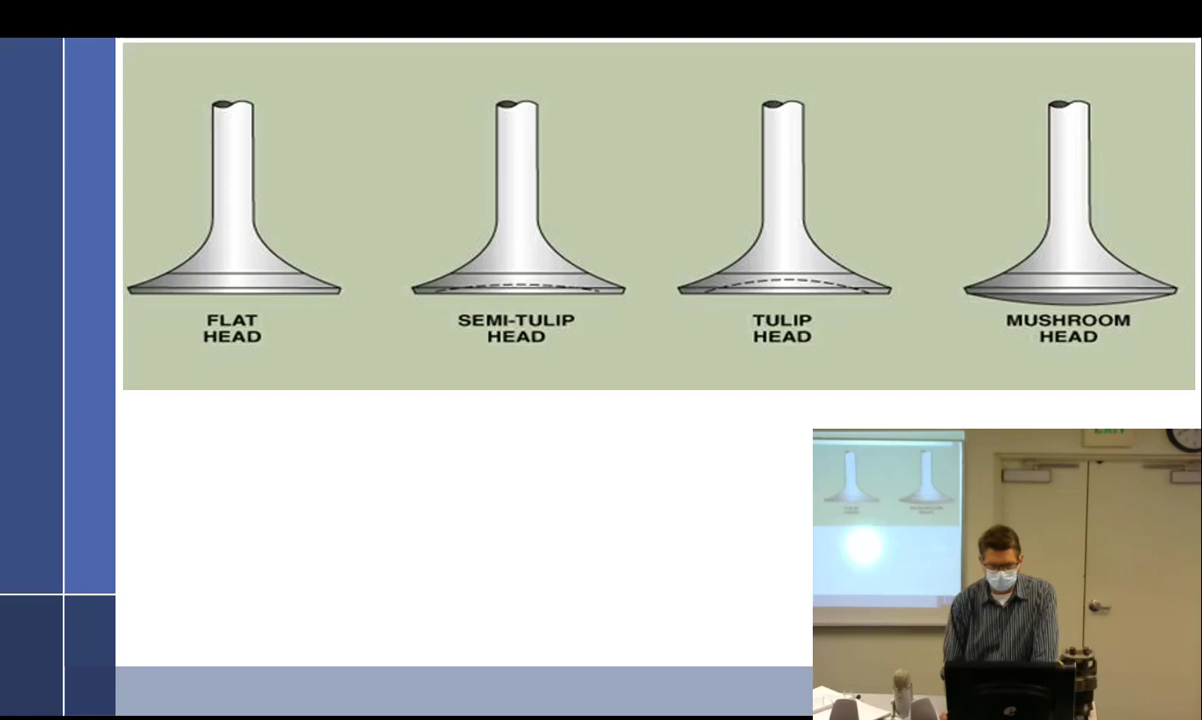 FLAT
HEAD
SEMI-TULIP
HEAD
TULIP
HEAD
MUSHROOM
HEAD